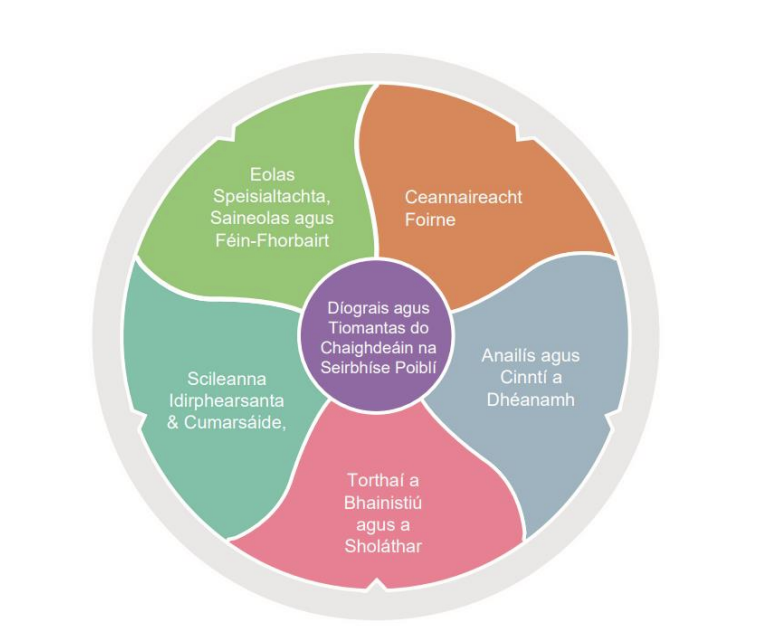 Eolas
Speisialtachta,
Saineolas agus
Féin-Fhorbairt
Ceannaireacht
Foirne
Díograis agus
Tiomantas do
Chaighdeáin na
Seirbhíse Poiblí
Anailís agus
Cinntí a
Dhéanamh
Scileanna
Idirphearsanta
& Cumarsáide,
Torthaí a
Bhainistiú
agus a
Sholáthar